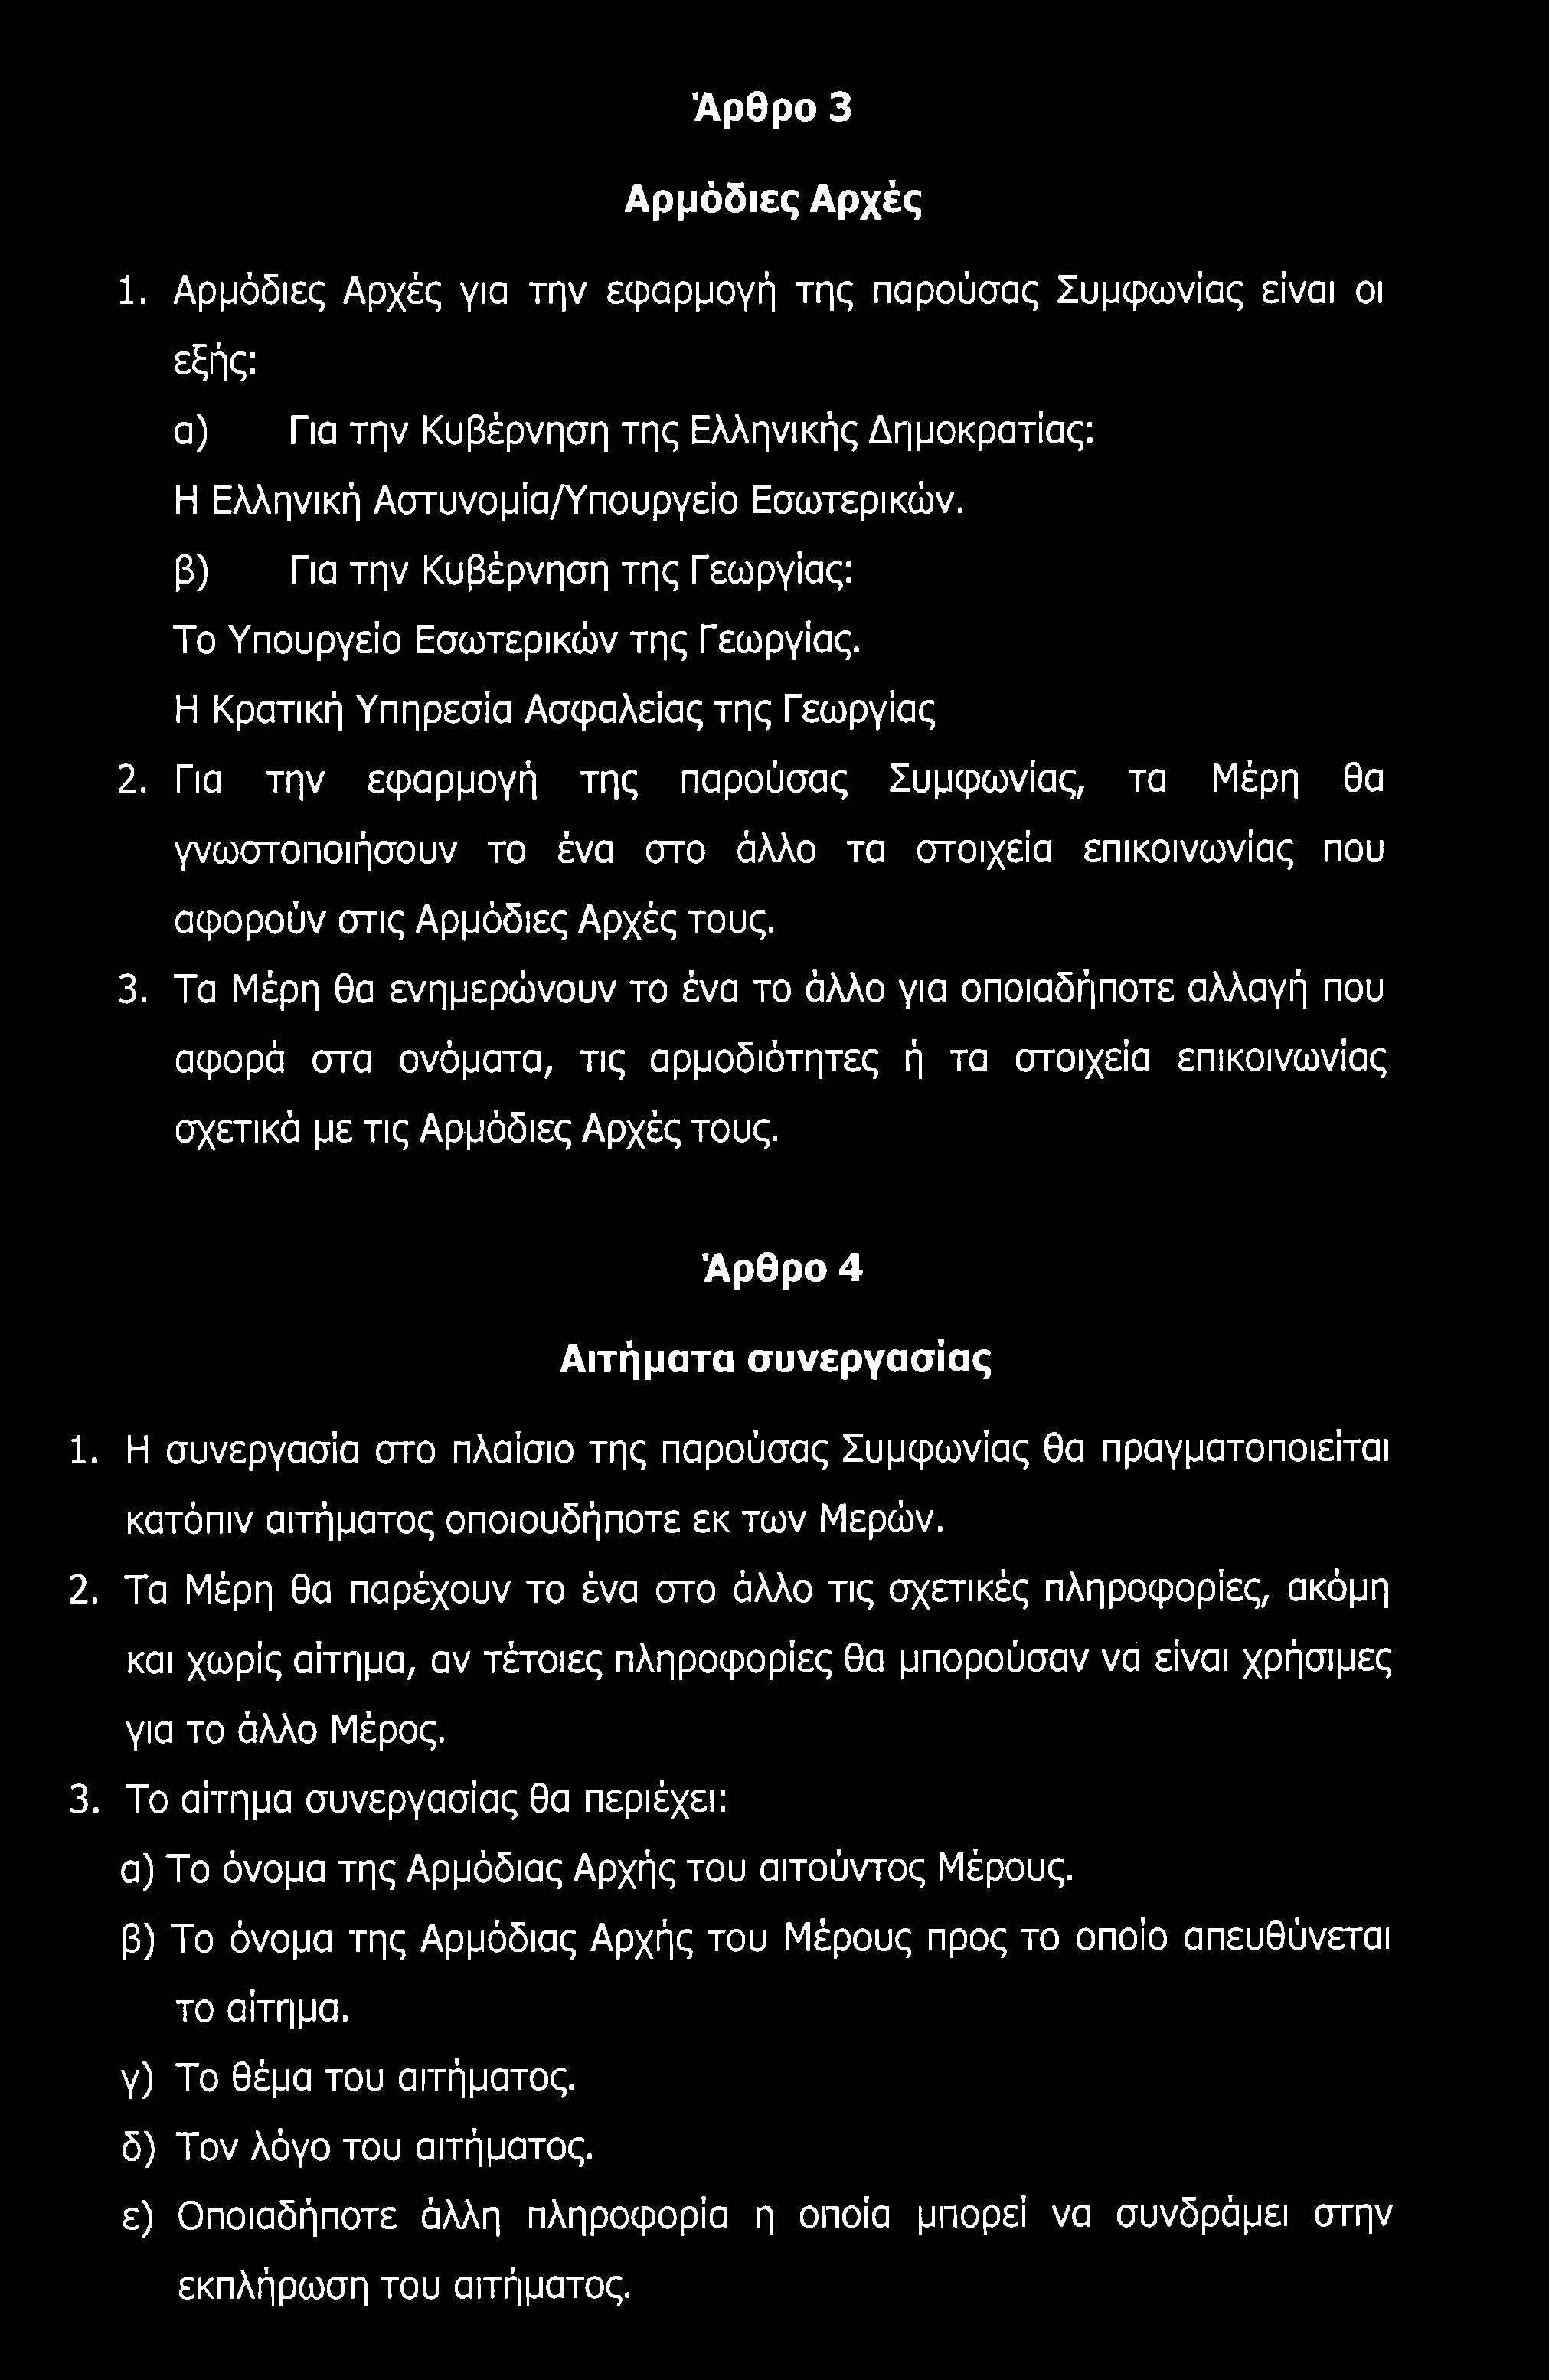 Άρθρο 3
Αρμόδιες Αρχές
1. Αρμόδιες Αρχές για την εφαρμογή της παρούσας Συμφωνίας είναι οι
εξής:
α) Για την Κυβέρνηση της Ελληνικής Δημοκρατίας:
Η Ελληνική Αστυνομία/Υπουργείο Εσωτερικών.
β) Για την Κυβέρνηση της Γεωργίας:
Το Υπουργείο Εσωτερικών της Γεωργίας.
Η Κρατική Υπηρεσία Ασφαλείας της Γεωργίας
2. Για την εφαρμογή της παρούσας Συμφωνίας, τα Μέρη θα
γνωστοποιήσουν το ένα στο άλλο τα στοιχεία επικοινωνίας που
αφορούν στις Αρμόδιες Αρχές τους.
3. Τα Μέρη θα ενημερώνουν το ένα το άλλο για οποιαδήποτε αλλαγή που
αφορά στα ονόματα, τις αρμοδιότητες ή τα στοιχεία επικοινωνίας
σχετικά με τις Αρμόδιες Αρχές τους.
Άρθρο 4
Αιτήματα συνεργασίας
1. Η συνεργασία στο πλαίσιο της παρούσας Συμφωνίας θα πραγματοποιείται
κατόπιν αιτήματος οποιουδήποτε εκ των Μερών.
2. Τα Μέρη θα παρέχουν το ένα στο άλλο τις σχετικές πληροφορίες, ακόμη
και χωρίς αίτημα, αν τέτοιες πληροφορίες θα μπορούσαν να είναι χρήσιμες
για το άλλο Μέρος.
3. Το αίτημα συνεργασίας θα περιέχει:
α) Το όνομα της Αρμόδιας Αρχής του αιτούντος Μέρους.
β) Το όνομα της Αρμόδιας Αρχής του Μέρους προς το οποίο απευθύνεται
το αίτημα.
γ) Το θέμα του αιτήματος.
δ) Τον λόγο του αιτήματος.
ε) Οποιαδήποτε άλλη πληροφορία η οποία μπορεί να συνδράμει στην
εκπλήρωση του αιτήματος.